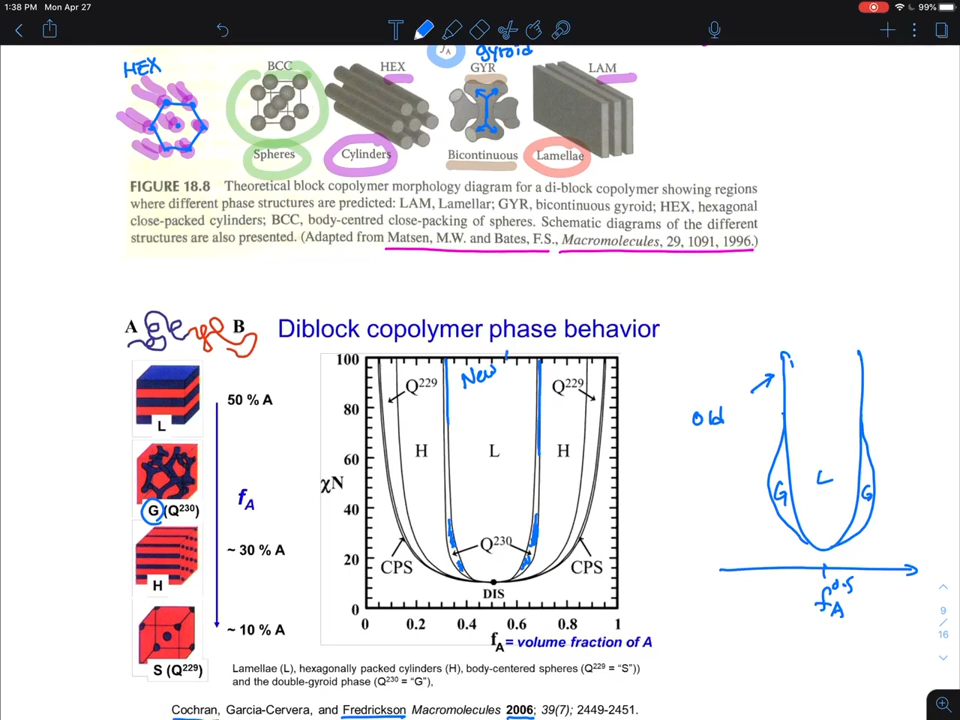 1:38 PM Mon Apr 27
99%
gyroid
HEX
BCC
HEX
GYR
LAM
Spheres
Cylinders
Bicontinuous
Lamellae
FIGURE 18.8 Theoretical block copolymer morphology diagram for a di-block copolymer showing regions
where different phase structures are predicted: LAM, Lamellar; GYR, bicontinuous gyroid; HEX, hexagonal
close-packed cylinders; BCC, body-centred close-packing of spheres. Schematic diagrams of the different
structures are also presented. (Adapted from Matsen, M.W. and Bates, F.S., Macromolecules, 29, 1091, 1996.)
A
B
Diblock copolymer phase behavior
L
50 % A
G (Q230)
fA
H
~ 30 % A
S (Q229)
~ 10 % A
χN
100
80
60
40
20
0
New
Q229
Q229
H
L
H
Q230
CPS
CPS
DIS
0
0.2
0.4
0.6
0.8
1
fA = volume fraction of A
Lamellae (L), hexagonally packed cylinders (H), body-centered spheres (Q229 = "S"))
and the double-gyroid phase (Q230 = "G"),
Cochran, Garcia-Cervera, and Fredrickson Macromolecules 2006; 39(7); 2449-2451.
old
G
L
G
0.5
fA
9
/
16